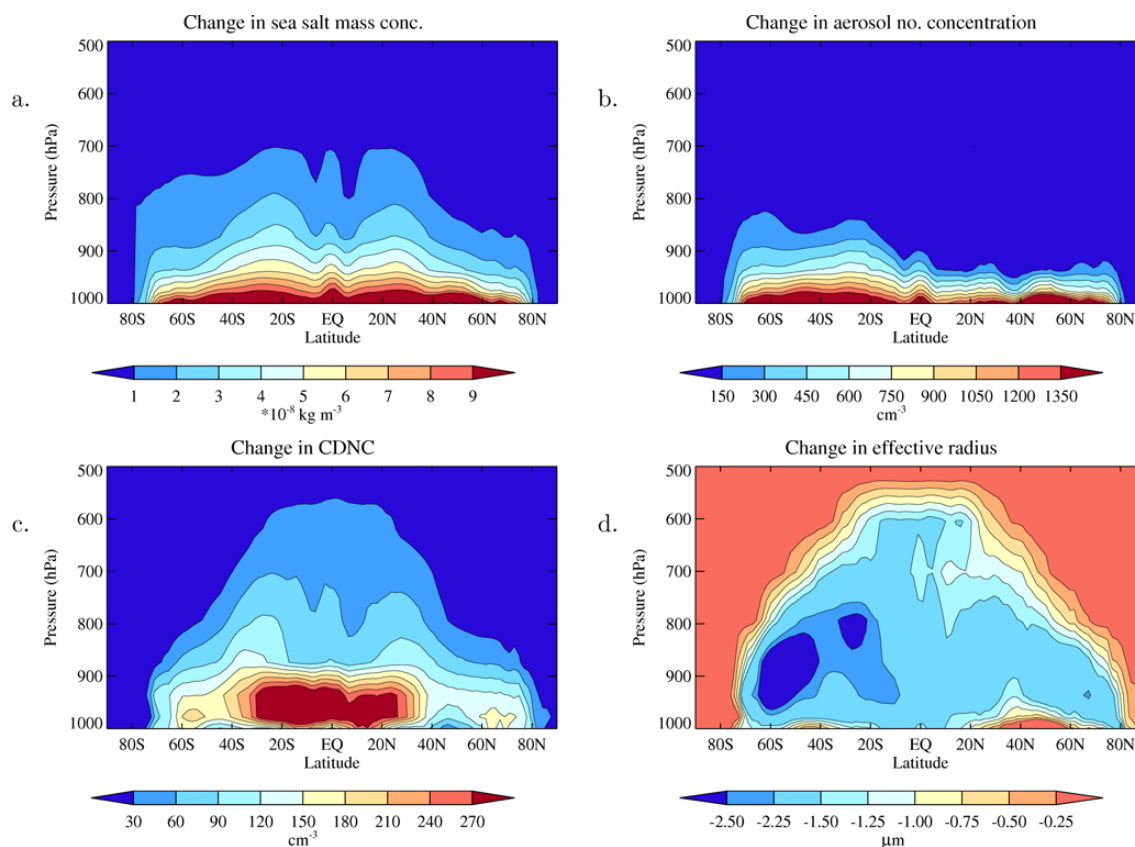 Change in sea salt mass conc.
a.
Pressure (hPa)
500
600
700
800
900
1000
80S 60S 40S 20S EQ 20N 40N 60N 80N
Latitude
1 2 3 4 5 6 7 8 9
*10⁻⁸ kg m⁻³
Change in aerosol no. concentration
b.
Pressure (hPa)
500
600
700
800
900
1000
80S 60S 40S 20S EQ 20N 40N 60N 80N
Latitude
150 300 450 600 750 900 1050 1200 1350
cm⁻³
Change in CDNC
c.
Pressure (hPa)
500
600
700
800
900
1000
80S 60S 40S 20S EQ 20N 40N 60N 80N
Latitude
30 60 90 120 150 180 210 240 270
cm⁻³
Change in effective radius
d.
Pressure (hPa)
500
600
700
800
900
1000
80S 60S 40S 20S EQ 20N 40N 60N 80N
Latitude
-2.50 -2.25 -1.50 -1.25 -1.00 -0.75 -0.50 -0.25
μm